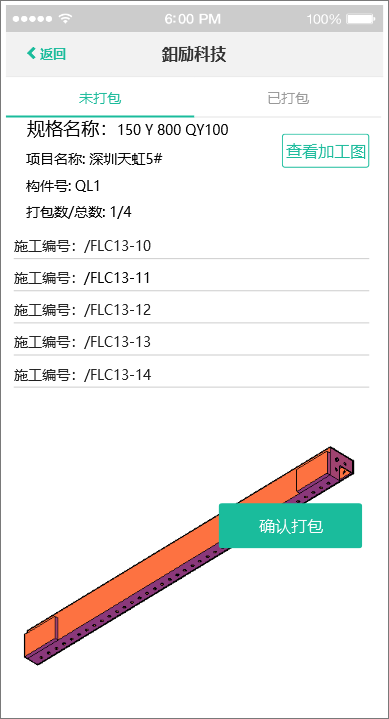 6:00 PM 100%
返回 鉬励科技
未打包 已打包
规格名称：150 Y 800 QY100
查看加工图
项目名称: 深圳天虹5#
构件号: QL1
打包数/总数: 1/4
施工编号：/FLC13-10
施工编号：/FLC13-11
施工编号：/FLC13-12
施工编号：/FLC13-13
施工编号：/FLC13-14
确认打包